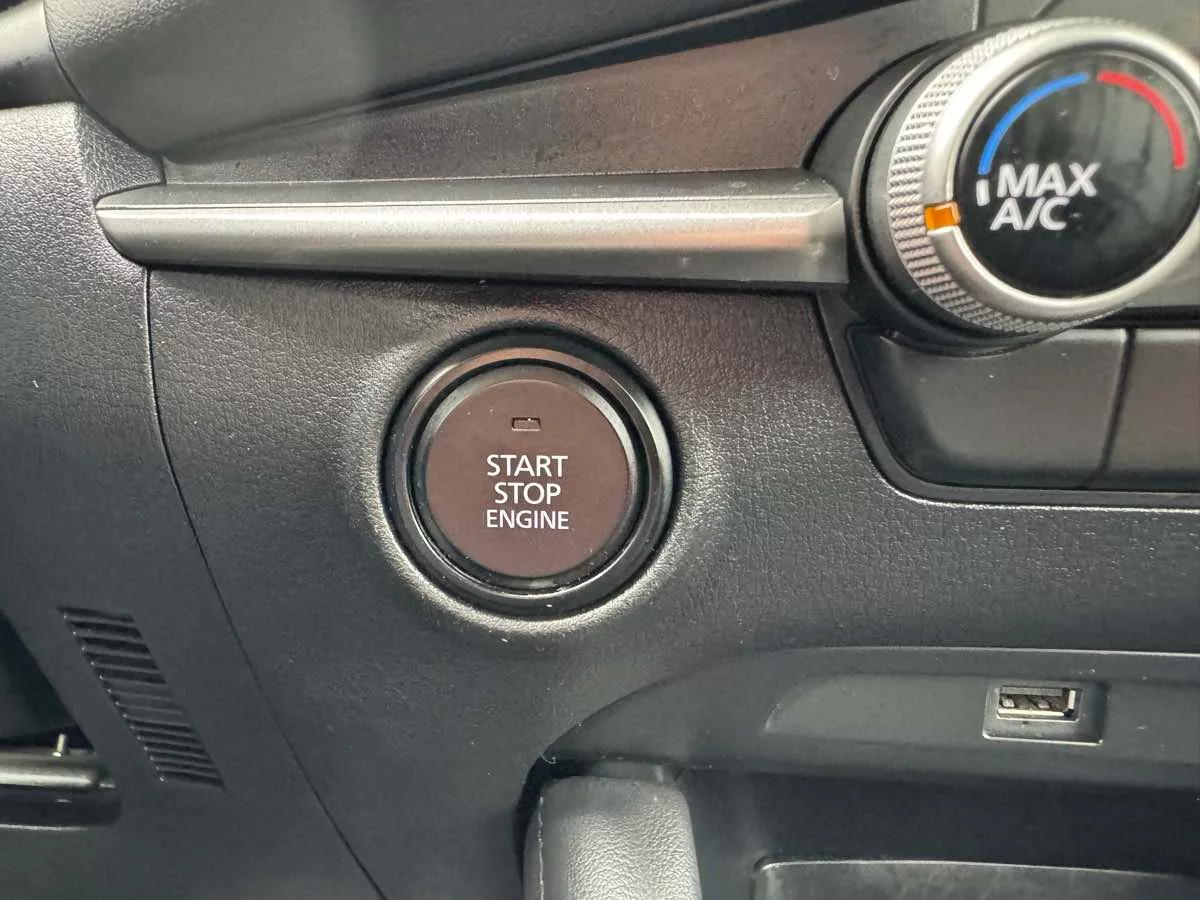 MAX
A/C
START
STOP
ENGINE